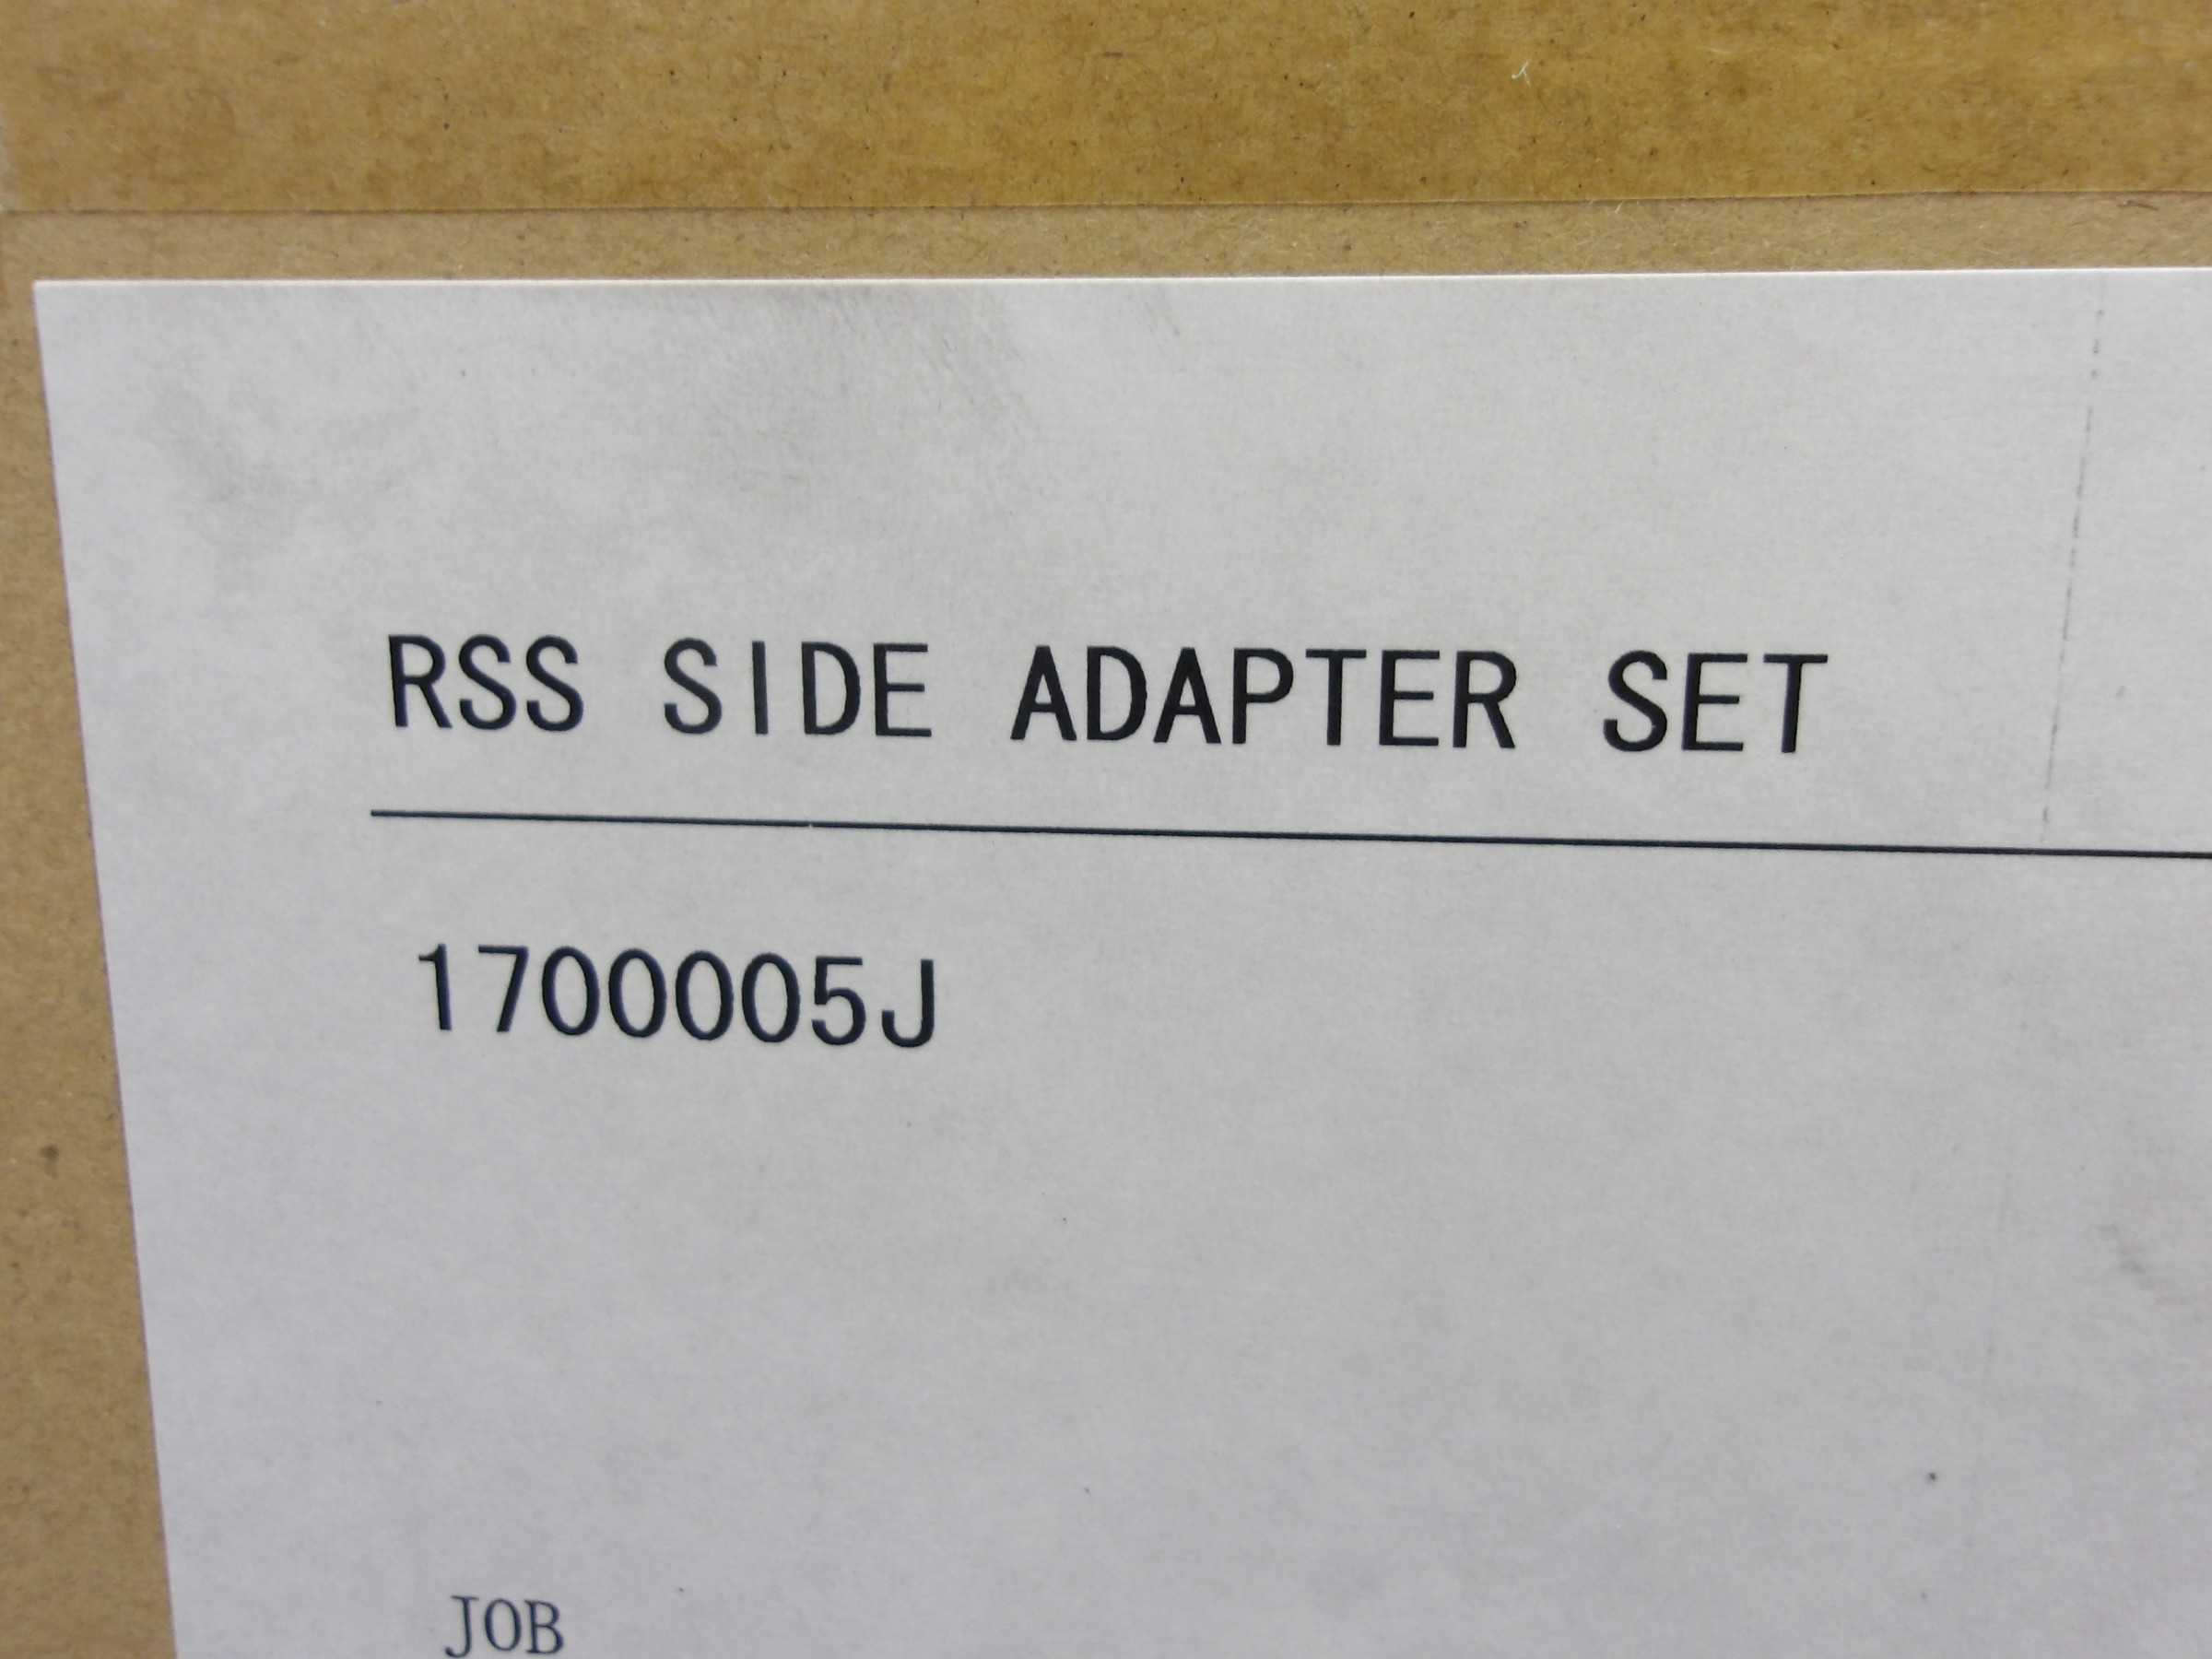 RSS SIDE ADAPTER SET
1700005J
JOB